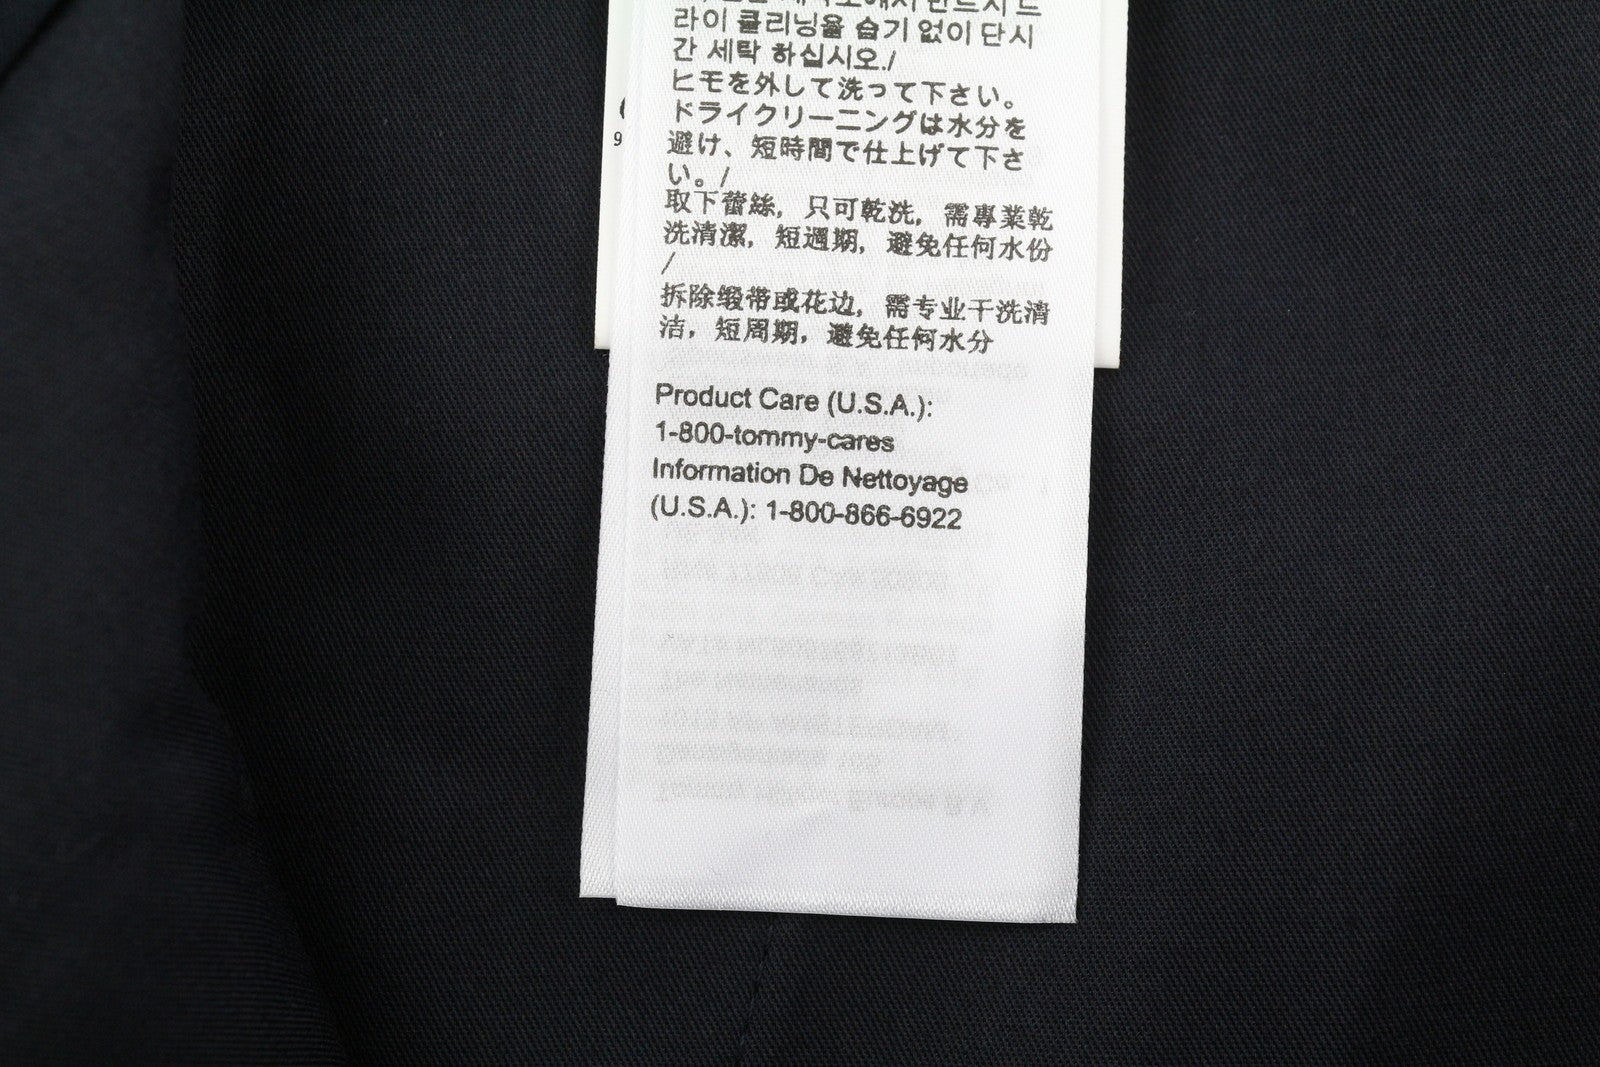 라이 클리닝을 습기 없이 단시
간 세탁 하십시오./
ヒモを外して洗って下さい。
ドライクリーニングは水分を
避け、短時間で仕上げて下さ
い。/
取下蕾絲，只可乾洗，需專業乾
洗清潔，短週期，避免任何水份
/
拆除缎带或花边，需专业干洗清
洁，短周期，避免任何水分
Product Care (U.S.A.):
1-800-tommy-cares
Information De Nettoyage
(U.S.A.): 1-800-866-6922
9